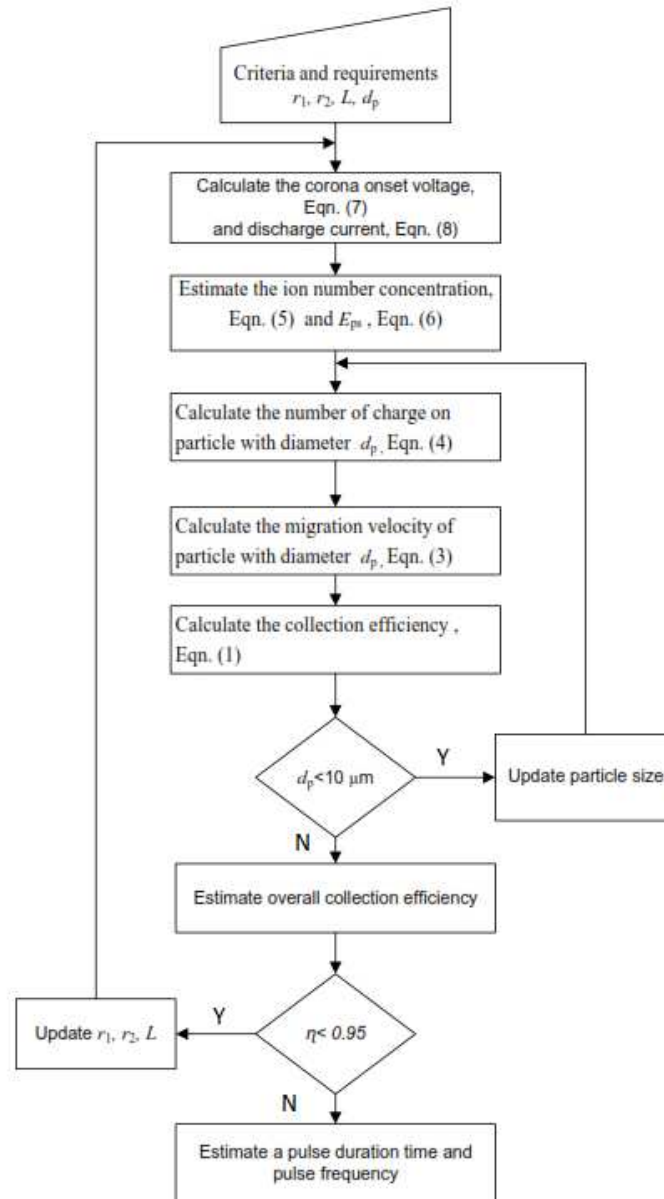 Criteria and requirements
r₁, r₂, L, dₚ
Calculate the corona onset voltage,
Eqn. (7)
and discharge current, Eqn. (8)
Estimate the ion number concentration,
Eqn. (5) and Eₚₛ , Eqn. (6)
Calculate the number of charge on
particle with diameter dₚ, Eqn. (4)
Calculate the migration velocity of
particle with diameter dₚ, Eqn. (3)
Calculate the collection efficiency ,
Eqn. (1)
dₚ<10 μm
Y
Update particle size
N
Estimate overall collection efficiency
Update r₁, r₂, L
Y
η< 0.95
N
Estimate a pulse duration time and
pulse frequency